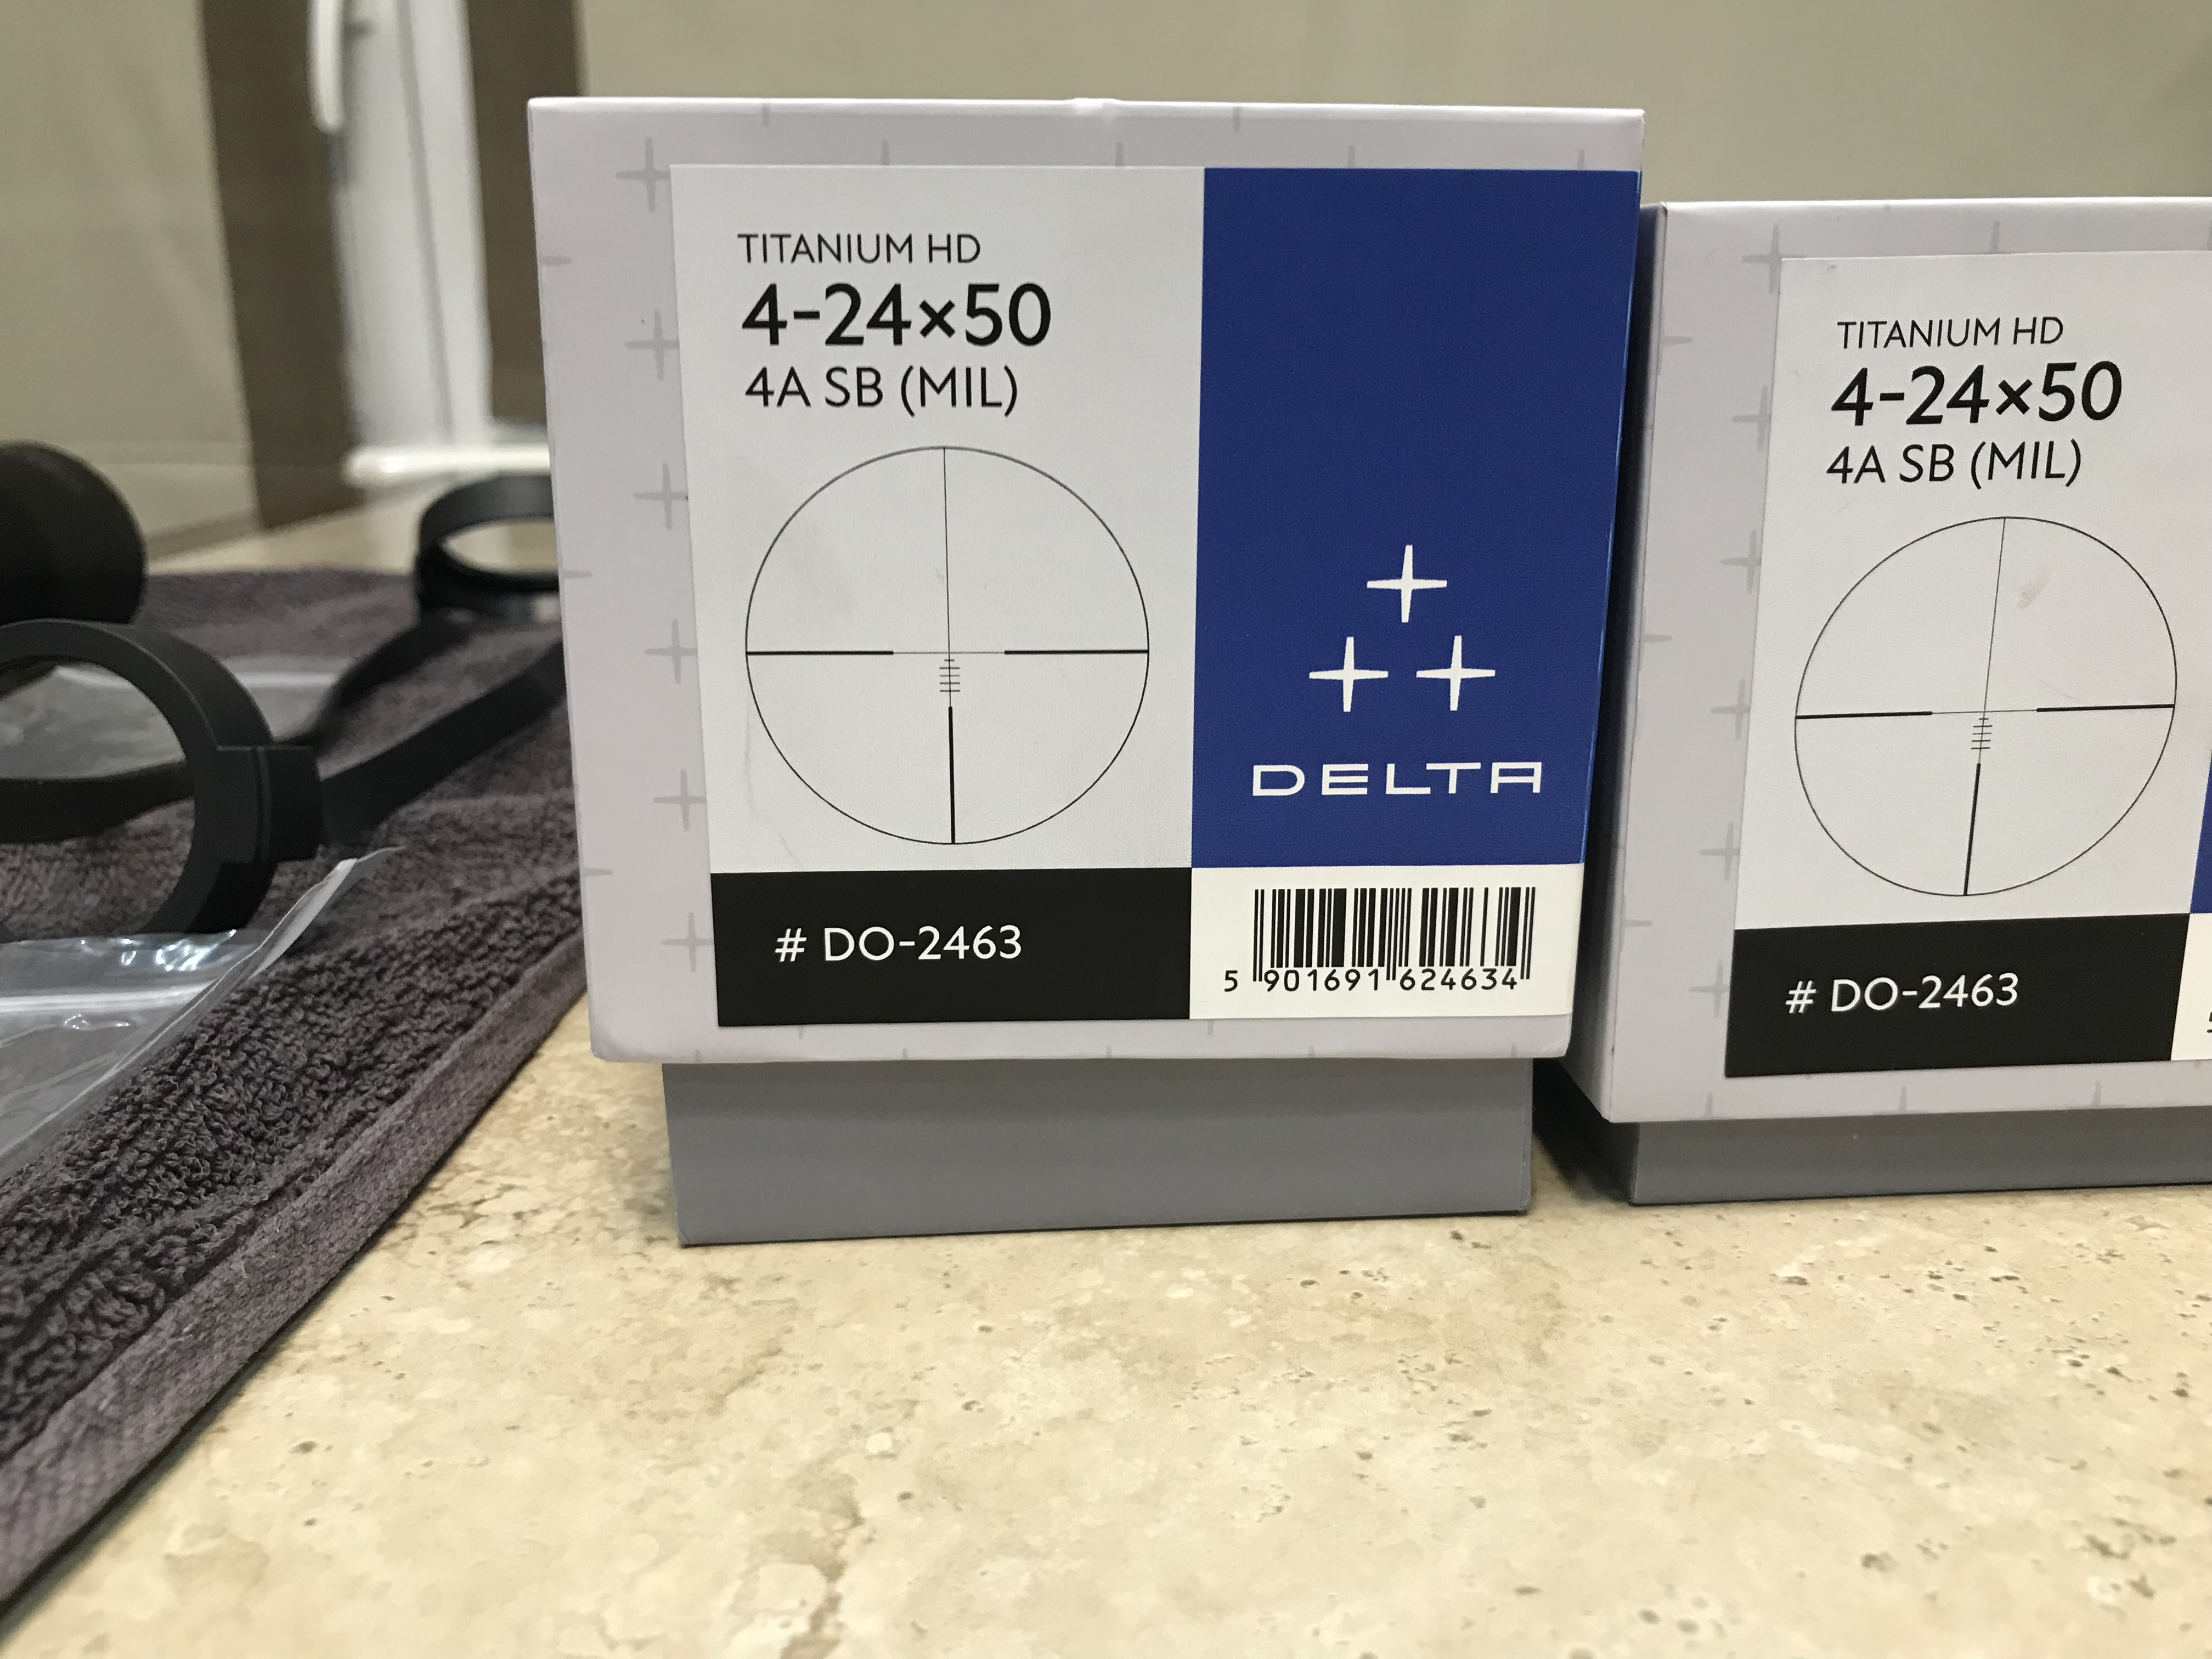 TITANIUM HD
4-24×50
4A SB (MIL)
DELTA
# DO-2463
5 901691 624634
TITANIUM HD
4-24×50
4A SB (MIL)
# DO-2463